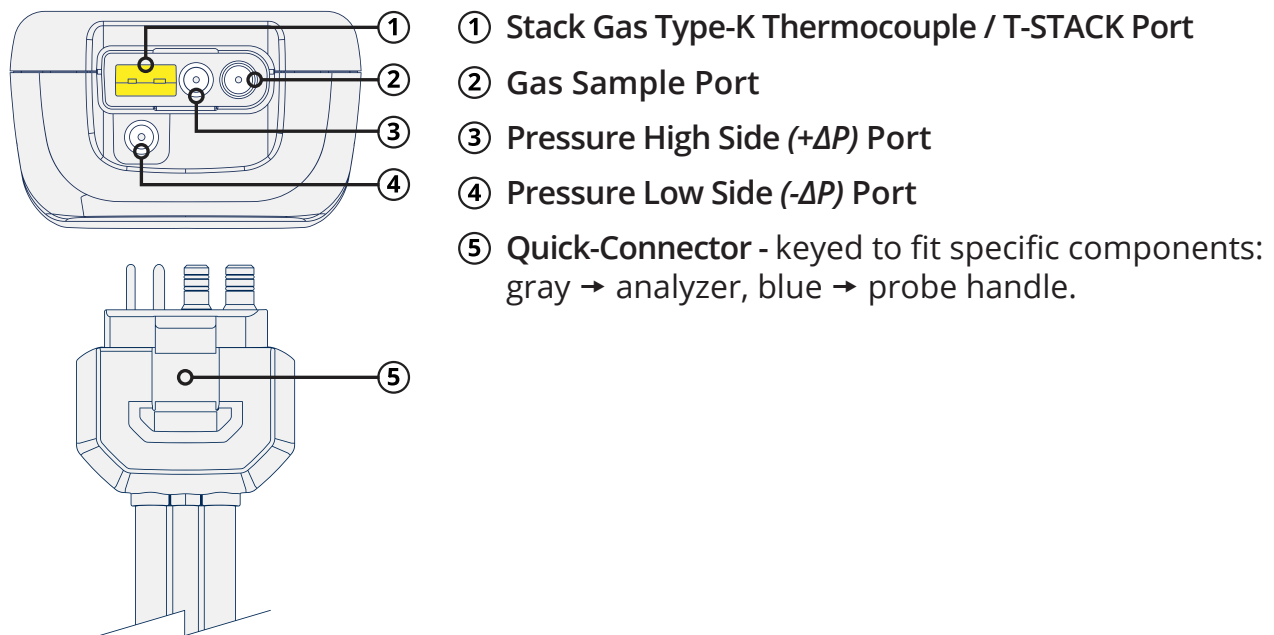 ① Stack Gas Type-K Thermocouple / T-STACK Port
② Gas Sample Port
③ Pressure High Side (+ΔP) Port
④ Pressure Low Side (-ΔP) Port
⑤ Quick-Connector - keyed to fit specific components:
gray → analyzer, blue → probe handle.
①
②
③
④
⑤